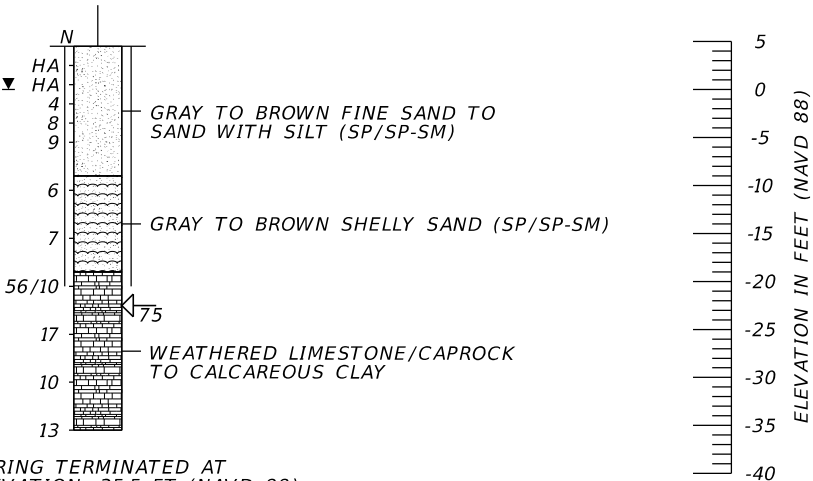 N
HA
HA
4
8
9
6
7
56/10
17
10
13
GRAY TO BROWN FINE SAND TO
SAND WITH SILT (SP/SP-SM)
GRAY TO BROWN SHELLY SAND (SP/SP-SM)
75
WEATHERED LIMESTONE/CAPROCK
TO CALCAREOUS CLAY
TERMINATED AT
5
0
-5
-10
-15
-20
-25
-30
-35
-40
ELEVATION IN FEET (NAVD 88)